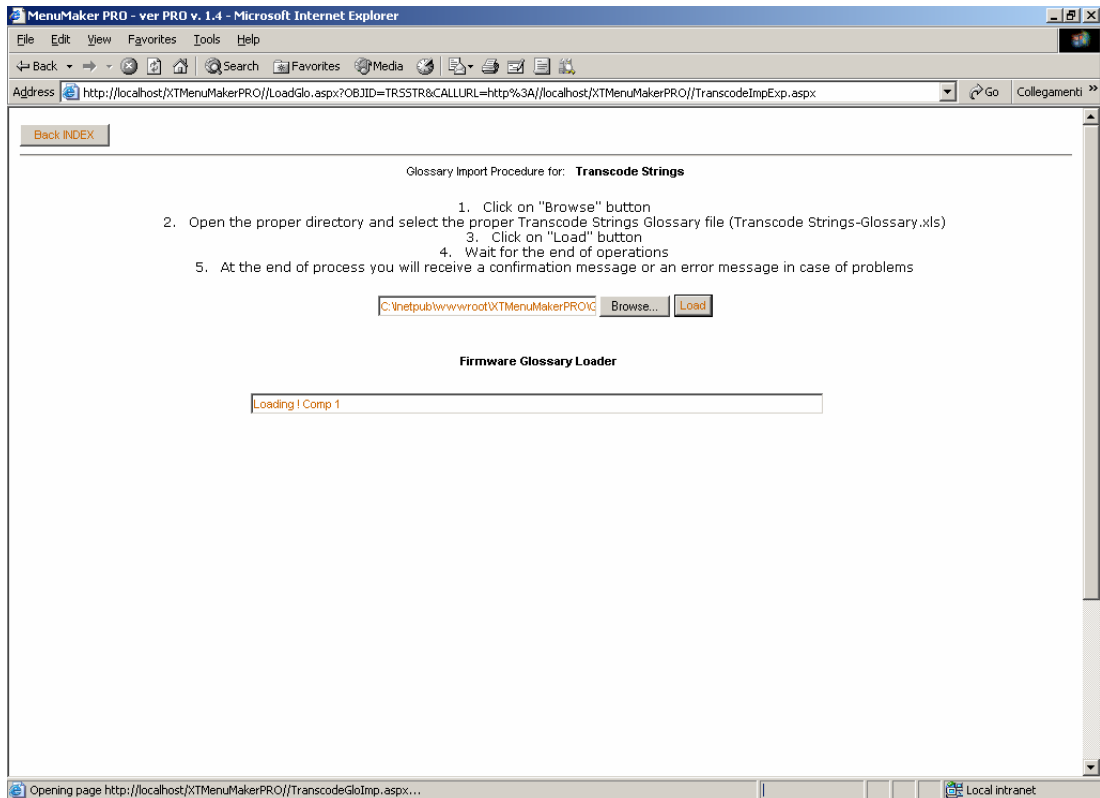 MenuMaker PRO - ver PRO v. 1.4 - Microsoft Internet Explorer
File Edit View Favorites Tools Help
Back Search Favorites Media
Address http://localhost/XTMenuMakerPRO//LoadGlo.aspx?OBJID=TRSSTR&CALLURL=http%3A//localhost/XTMenuMakerPRO//TranscodeImpExp.aspx Go Collegamenti »
Back INDEX
Glossary Import Procedure for: Transcode Strings
1. Click on "Browse" button
2. Open the proper directory and select the proper Transcode Strings Glossary file (Transcode Strings-Glossary.xls)
3. Click on "Load" button
4. Wait for the end of operations
5. At the end of process you will receive a confirmation message or an error message in case of problems
C:\Inetpub\wwwroot\XTMenuMakerPRO\G Browse... Load
Firmware Glossary Loader
Loading ! Comp 1
Opening page http://localhost/XTMenuMakerPRO//TranscodeGloImp.aspx... Local intranet